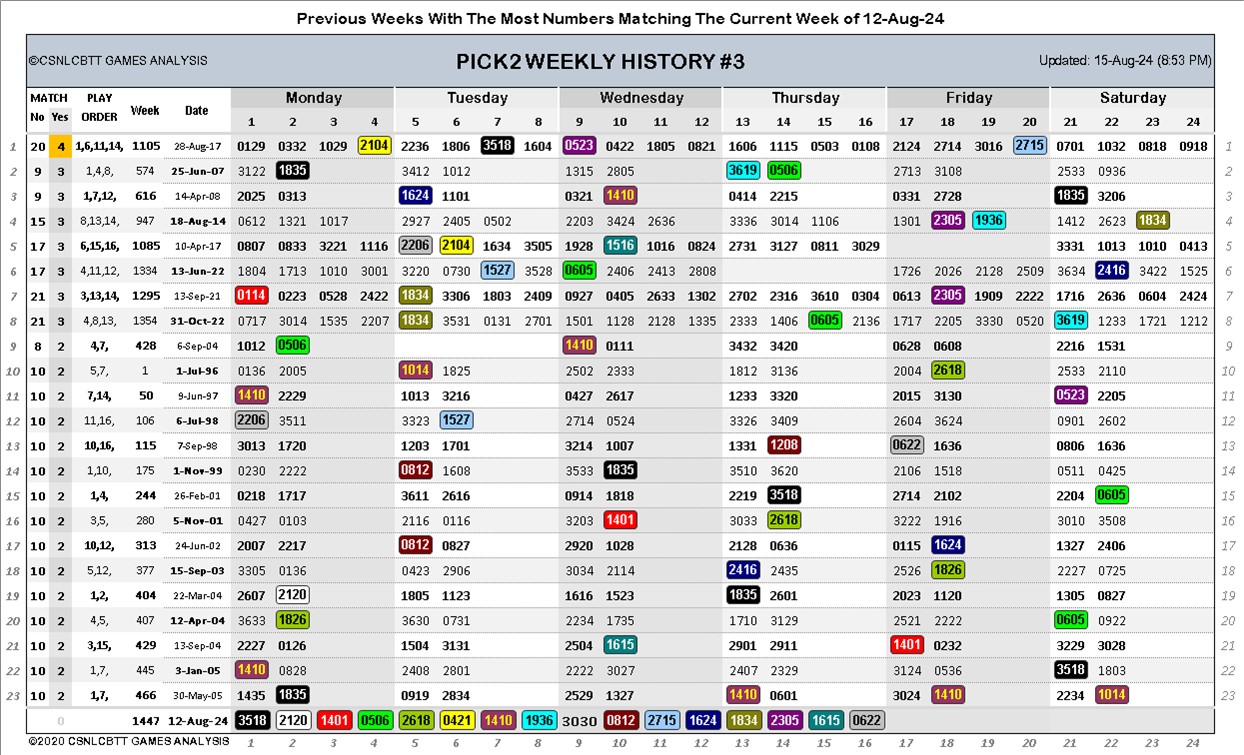 Previous Weeks With The Most Numbers Matching The Current Week of 12-Aug-24
©CSNLCBTT GAMES ANALYSIS PICK2 WEEKLY HISTORY #3 Updated: 15-Aug-24 (8:53 PM)
MATCH PLAY Week Date Monday Tuesday Wednesday Thursday Friday Saturday
No Yes ORDER 1 2 3 4 5 6 7 8 9 10 11 12 13 14 15 16 17 18 19 20 21 22 23 24
1 20 4 1,6,11,14, 1105 28-Aug-17 0129 0332 1029 2104 2236 1806 3518 1604 0523 0422 1805 0821 1606 1115 0503 0108 2124 2714 3016 2715 0701 1032 0818 0918 1
2 9 3 1,4,8, 574 25-Jun-07 3122 1835 3412 1012 1315 2805 3619 0506 2713 3108 2533 0936 2
3 9 3 1,7,12, 616 14-Apr-08 2025 0313 1624 1101 0321 1410 0414 2215 0331 2728 1835 3206 3
4 15 3 8,13,14, 947 18-Aug-14 0612 1321 1017 2927 2405 0502 2203 3424 2636 3336 3014 1106 1301 2305 1936 1412 2623 1834 4
5 17 3 6,15,16, 1085 10-Apr-17 0807 0833 3221 1116 2206 2104 1634 3505 1928 1516 1016 0824 2731 3127 0811 3029 3331 1013 1010 0413 5
6 17 3 4,11,12, 1334 13-Jun-22 1804 1713 1010 3001 3220 0730 1527 3528 0605 2406 2413 2808 1726 2026 2128 2509 3634 2416 3422 1525 6
7 21 3 3,13,14, 1295 13-Sep-21 0114 0223 0528 2422 1834 3306 1803 2409 0927 0405 2633 1302 2702 2316 3610 0304 0613 2305 1909 2222 1716 2636 0604 2424 7
8 21 3 4,8,13, 1354 31-Oct-22 0717 3014 1535 2207 1834 3531 0131 2701 1501 1128 2128 1335 2333 1406 0605 2136 1717 2205 3330 0520 3619 1233 1721 1212 8
9 8 2 4,7, 428 6-Sep-04 1012 0506 1410 0111 3432 3420 0628 0608 2216 1531 9
10 10 2 5,7, 1 1-Jul-96 0136 2005 1014 1825 2502 2333 1812 3136 2004 2618 2533 2110 10
11 10 2 7,14, 50 9-Jun-97 1410 2229 1013 3216 0427 2617 1233 3320 2015 3130 0523 2205 11
12 10 2 11,16, 106 6-Jul-98 2206 3511 3323 1527 2714 0524 3326 3409 2604 3624 0901 2602 12
13 10 2 10,16, 115 7-Sep-98 3013 1720 1203 1701 3214 1007 1331 1208 0622 1636 0806 1636 13
14 10 2 1,10, 175 1-Nov-99 0230 2222 0812 1608 3533 1835 3510 3620 2106 1518 0511 0425 14
15 10 2 1,4, 244 26-Feb-01 0218 1717 3611 2616 0914 1818 2219 3518 2714 2102 2204 0605 15
16 10 2 3,5, 280 5-Nov-01 0427 0103 2116 0116 3203 1401 3033 2618 3222 1916 3010 3508 16
17 10 2 10,12, 313 24-Jun-02 2007 2217 0812 0827 2920 1028 2128 0636 0115 1624 1327 2406 17
18 10 2 5,12, 377 15-Sep-03 3305 0136 0423 2906 3034 2114 2416 2435 2526 1826 2227 0725 18
19 10 2 1,2, 404 22-Mar-04 2607 2120 1805 1123 1616 1523 1835 2601 2023 1120 1305 0827 19
20 10 2 4,5, 407 12-Apr-04 3633 1826 3630 0731 2234 1735 1710 3129 2521 2222 0605 0922 20
21 10 2 3,15, 429 13-Sep-04 2227 0126 1504 3131 2504 1615 2901 2911 1401 0232 3229 3028 21
22 10 2 1,7, 445 3-Jan-05 1410 0828 2408 2801 2222 3027 2407 2329 3124 0536 3518 1803 22
23 10 2 1,7, 466 30-May-05 1435 1835 0919 2834 2529 1327 1410 0601 3024 1410 2234 1014 23
0 1447 12-Aug-24 3518 2120 1401 0506 2618 0421 1410 1936 3030 0812 2715 1624 1834 2305 1615 0622
©2020 CSNLCBTT GAMES ANALYSIS 1 2 3 4 5 6 7 8 9 10 11 12 13 14 15 16 17 18 19 20 21 22 23 24